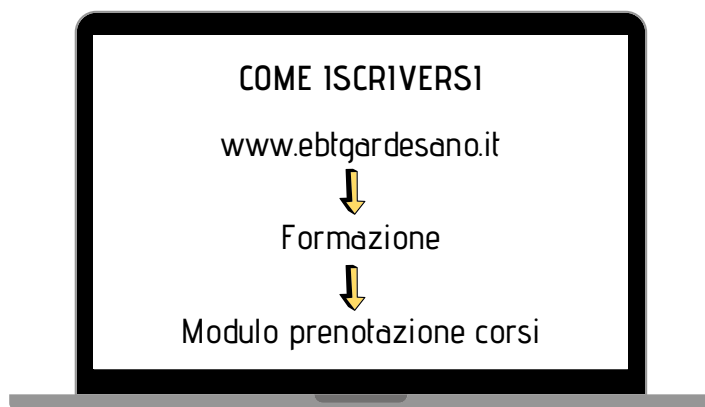 COME ISCRIVERSI
www.ebtgardesano.it
Formazione
Modulo prenotazione corsi